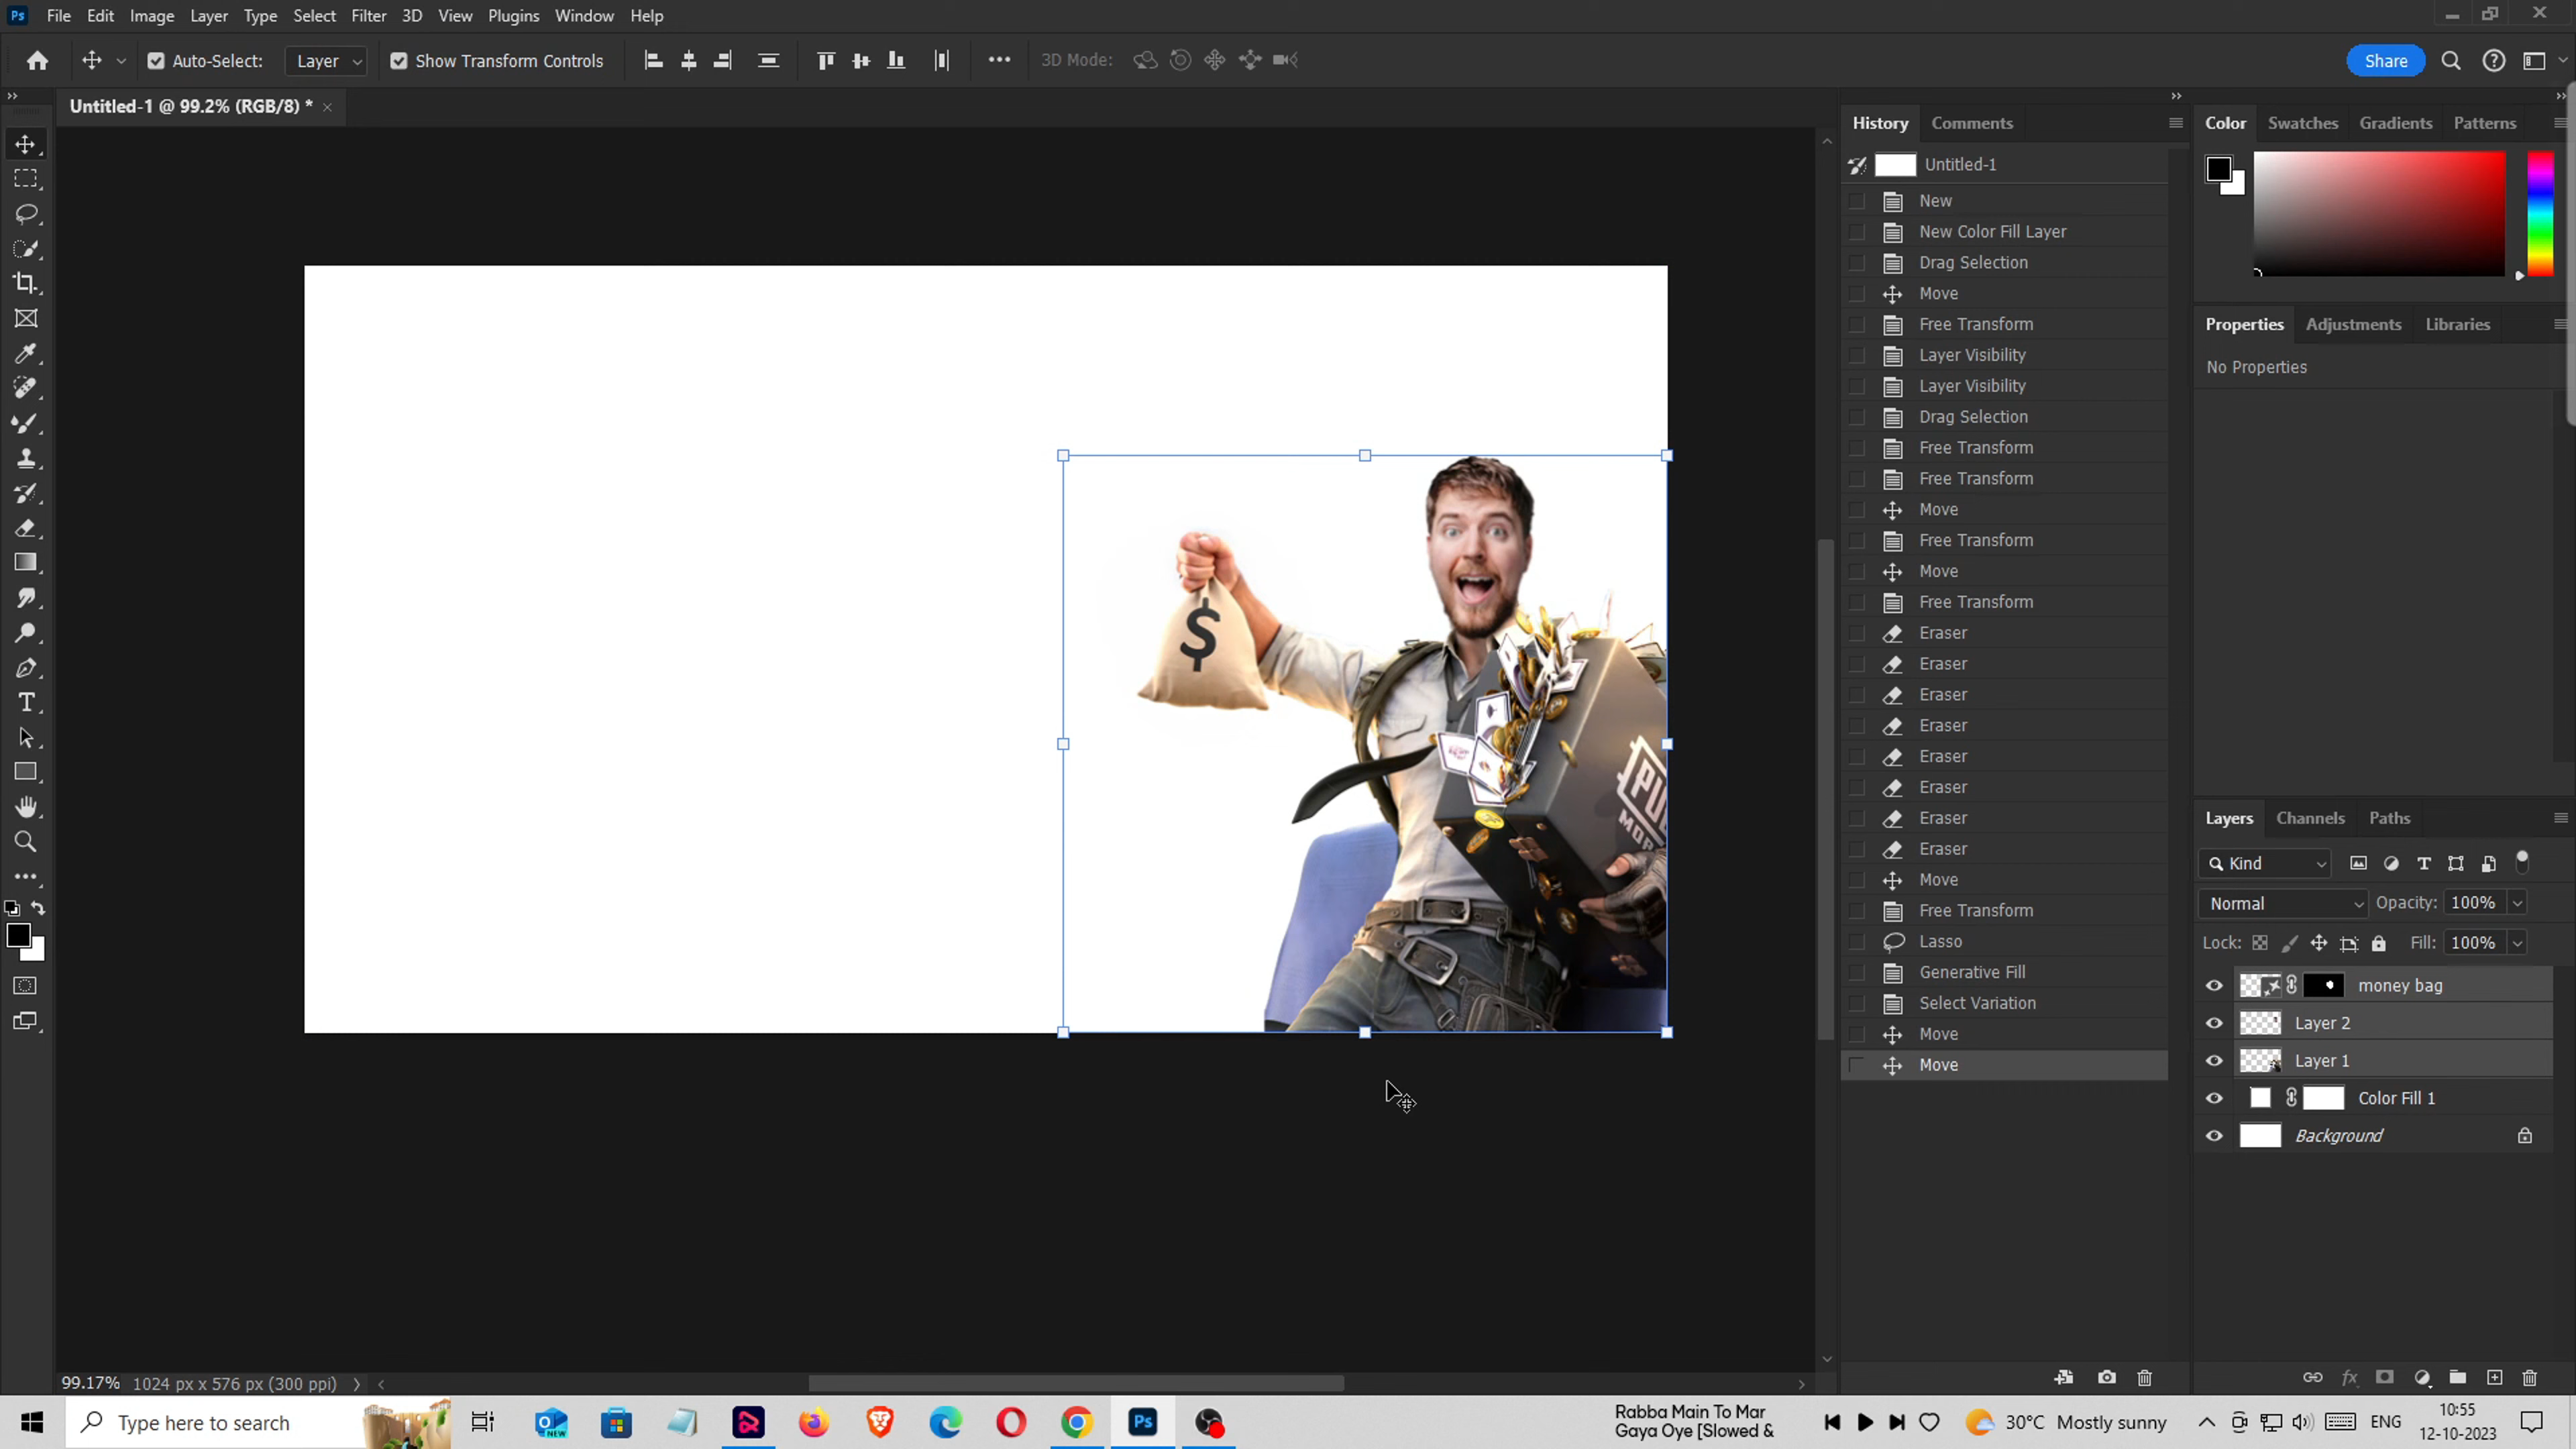 Ps File Edit Image Layer Type Select Filter 3D View Plugins Window Help
Auto-Select: Layer Show Transform Controls 3D Mode: Share
Untitled-1 @ 99.2% (RGB/8) * ×
History Comments
Untitled-1
New
New Color Fill Layer
Drag Selection
Move
Free Transform
Layer Visibility
Layer Visibility
Drag Selection
Free Transform
Free Transform
Move
Free Transform
Move
Free Transform
Eraser
Eraser
Eraser
Eraser
Eraser
Eraser
Eraser
Eraser
Move
Free Transform
Lasso
Generative Fill
Select Variation
Move
Move
Color Swatches Gradients Patterns
Properties Adjustments Libraries
No Properties
Layers Channels Paths
Kind
Normal Opacity: 100%
Lock: Fill: 100%
money bag
Layer 2
Layer 1
Color Fill 1
Background
$
99.17% 1024 px x 576 px (300 ppi)
Type here to search
NEW
Ps
Rabba Main To Mar
Gaya Oye [Slowed &
30°C Mostly sunny
ENG
10:55
12-10-2023